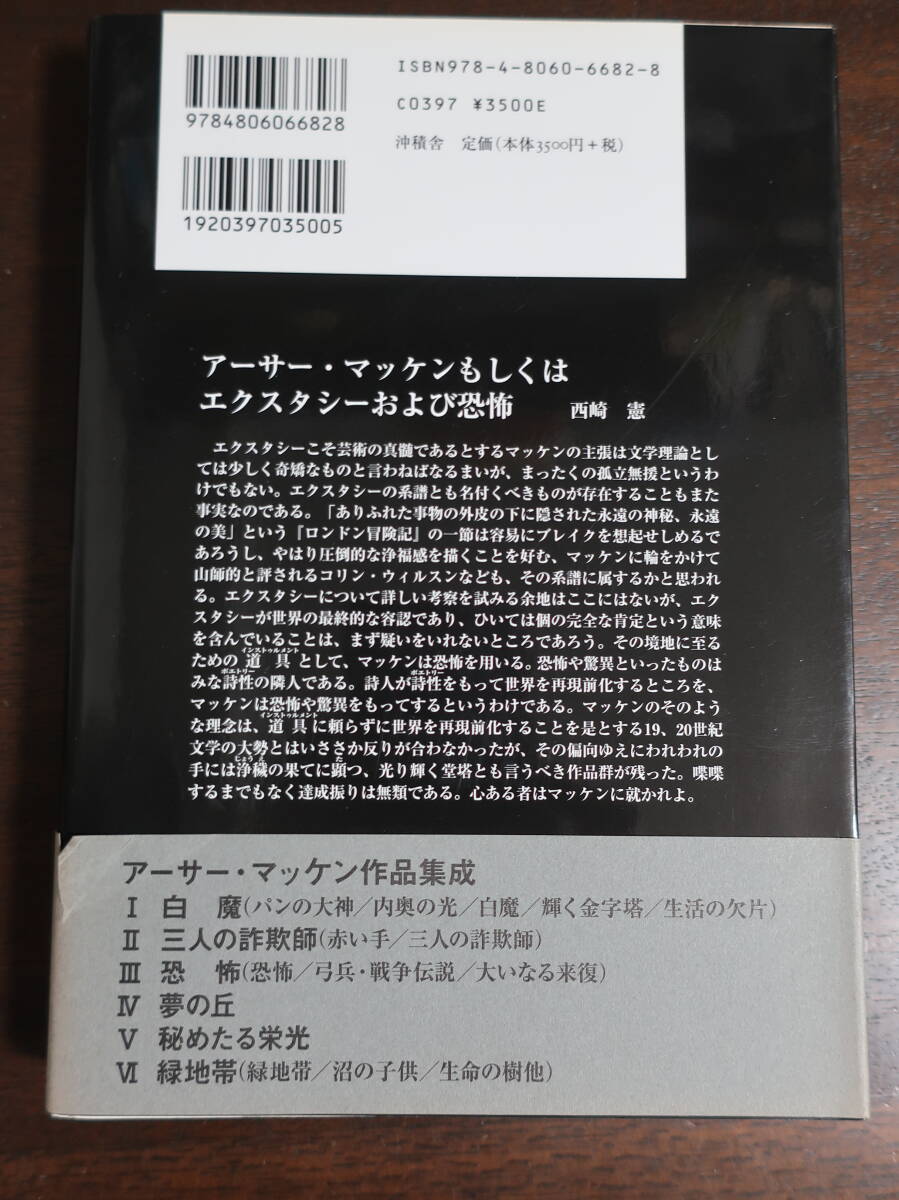 ISBN978-4-8060-6682-8
9784806066828
C0397 ¥3500E
沖積舎 定価(本体3500円+税)
1920397035005
アーサー・マッケンもしくは
エクスタシーおよび恐怖 西崎 憲
エクスタシーこそ芸術の真髄であるとするマッケンの主張は文学理論とし
ては少しく奇矯なものと言わねばなるまいが、まったくの孤立無援というわ
けでもない。エクスタシーの系譜とも名付くべきものが存在することもまた
事実なのである。「ありふれた事物の外皮の下に隠された永遠の神秘、永遠
の美」という『ロンドン冒険記』の一節は容易にブレイクを想起せしめるで
あろうし、やはり圧倒的な浄福感を描くことを好む、マッケンに輪をかけて
山師的と評されるコリン・ウィルスンなども、その系譜に属するかと思われ
る。エクスタシーについて詳しい考察を試みる余地はここにはないが、エク
スタシーが世界の最終的な容認であり、ひいては個の完全な肯定という意味
を含んでいることは、まず疑いをいれないところであろう。その境地に至る
インストゥルメント
ための道具として、マッケンは恐怖を用いる。恐怖や驚異といったものは
ポエトリー ポエトリー
みな詩性の隣人である。詩人が詩性をもって世界を再現前化するところを、
マッケンは恐怖や驚異をもってするというわけである。マッケンのそのよう
インストゥルメント
な理念は、道具に頼らずに世界を再現前化することを是とする19、20世紀
文学の大勢とはいささか反りが合わなかったが、その偏向ゆえにわれわれの
じょうえ た
手には浄穢の果てに顕つ、光り輝く堂塔とも言うべき作品群が残った。喋喋
するまでもなく達成振りは無類である。心ある者はマッケンに就かれよ。
アーサー・マッケン作品集成
Ⅰ 白 魔(パンの大神/内奥の光/白魔/輝く金字塔/生活の欠片)
Ⅱ 三人の詐欺師(赤い手/三人の詐欺師)
Ⅲ 恐 怖(恐怖/弓兵・戦争伝説/大いなる来復)
Ⅳ 夢の丘
Ⅴ 秘めたる栄光
Ⅵ 緑地帯(緑地帯/沼の子供/生命の樹他)